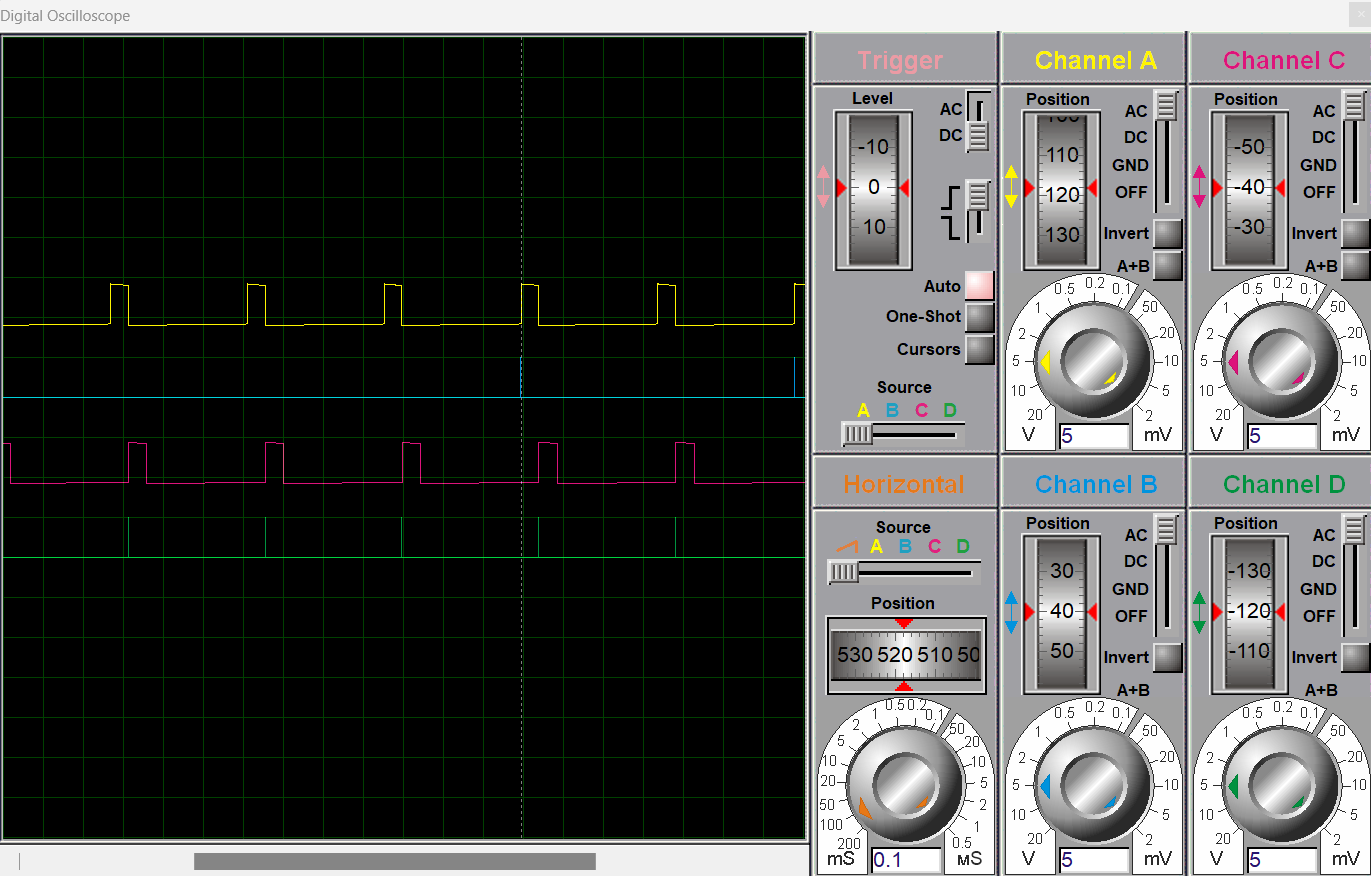 Digital Oscilloscope
Trigger
Level
AC
DC
-10
0
10
Auto
One-Shot
Cursors
Source
A B C D
Channel A
Position
AC
DC
GND
OFF
110
120
130
Invert
A+B
0.5 0.2 0.1
1 50
2 20
5 10
10 5
20 2
V 5 mV
Channel C
Position
AC
DC
GND
OFF
-50
-40
-30
Invert
A+B
0.5 0.2 0.1
1 50
2 20
5 10
10 5
20 2
V 5 mV
Horizontal
Source
A B C D
Position
530 520 510 50
0.5 0.2 0.1
1 50
2 20
5
10 10
20 5
50 2
100 1
200 0.5
mS 0.1 мS
Channel B
Position
AC
DC
GND
OFF
30
40
50
Invert
0.5 0.2 0.1
1 50
2 20
5 10
10 5
20 2
V 5 mV
Channel D
Position
AC
DC
GND
OFF
-130
-120
-110
Invert
A+B
0.5 0.2 0.1
1 50
2 20
5 10
10 5
20 2
V 5 mV